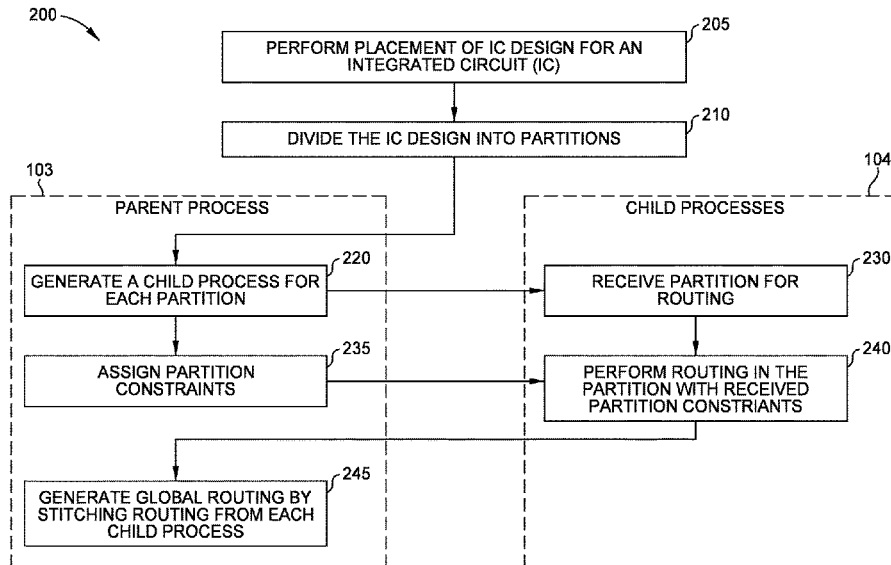 200
205
PERFORM PLACEMENT OF IC DESIGN FOR AN
INTEGRATED CIRCUIT (IC)
210
DIVIDE THE IC DESIGN INTO PARTITIONS
103
PARENT PROCESS
104
CHILD PROCESSES
220
GENERATE A CHILD PROCESS FOR
EACH PARTITION
230
RECEIVE PARTITION FOR
ROUTING
235
ASSIGN PARTITION
CONSTRAINTS
240
PERFORM ROUTING IN THE
PARTITION WITH RECEIVED
PARTITION CONSTRIANTS
245
GENERATE GLOBAL ROUTING BY
STITCHING ROUTING FROM EACH
CHILD PROCESS